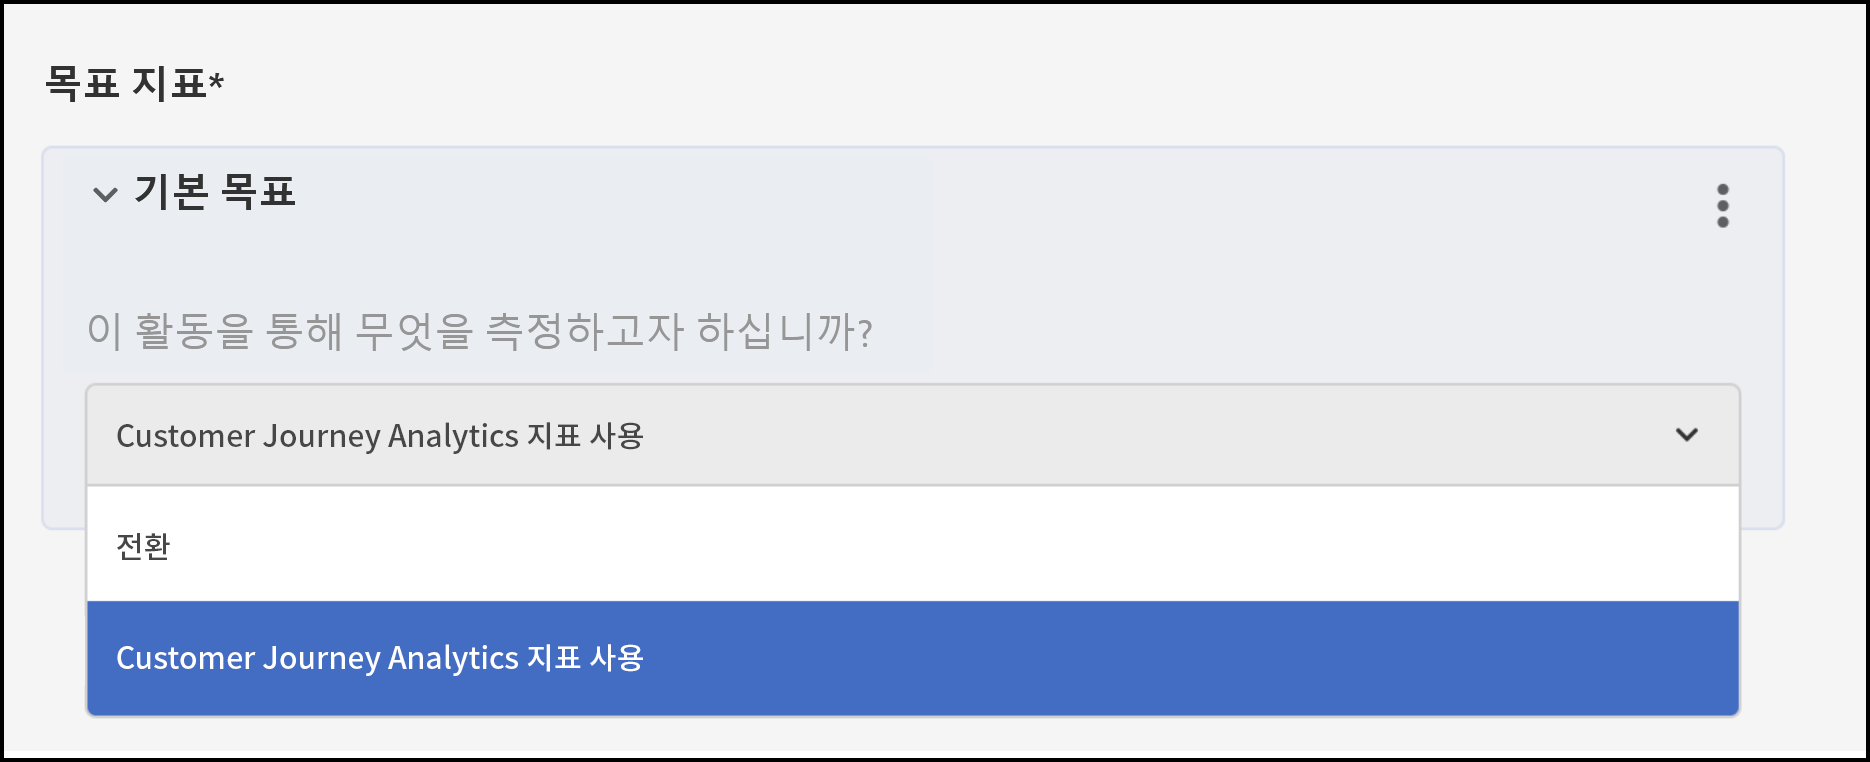 목표 지표*
기본 목표
이 활동을 통해 무엇을 측정하고자 하십니까?
Customer Journey Analytics 지표 사용
전환
Customer Journey Analytics 지표 사용